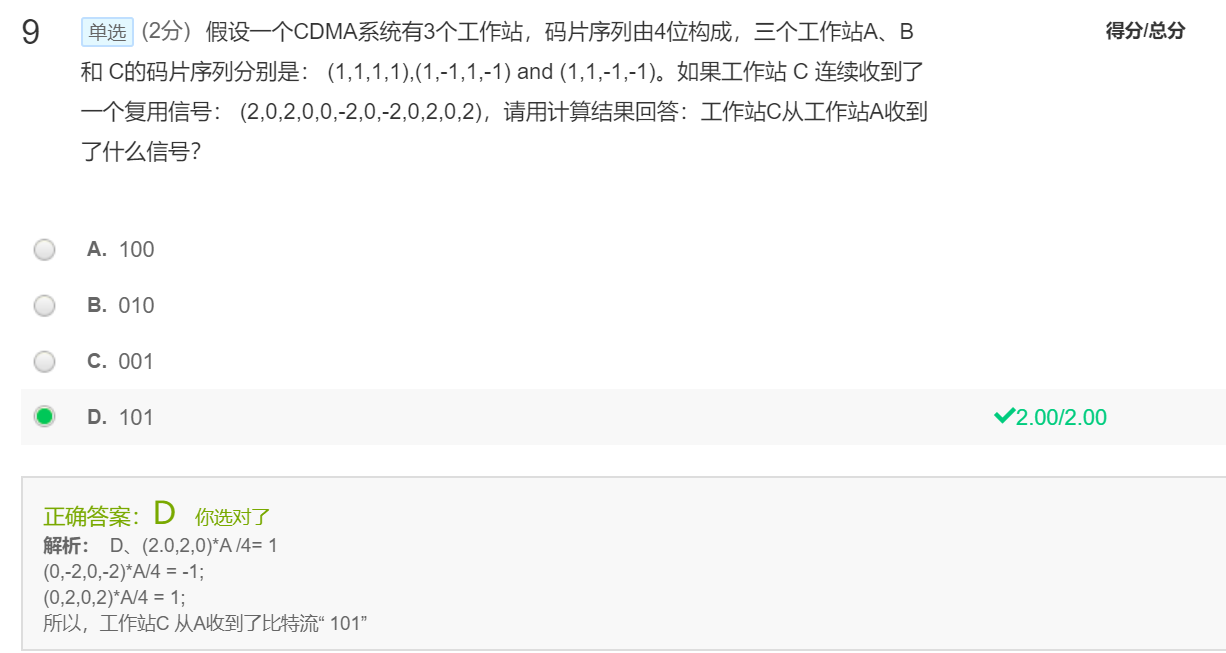 9 单选 (2分) 假设一个CDMA系统有3个工作站，码片序列由4位构成，三个工作站A、B 得分/总分
和 C的码片序列分别是： (1,1,1,1),(1,-1,1,-1) and (1,1,-1,-1)。如果工作站 C 连续收到了
一个复用信号： (2,0,2,0,0,-2,0,-2,0,2,0,2)，请用计算结果回答：工作站C从工作站A收到
了什么信号？
A. 100
B. 010
C. 001
D. 101 2.00/2.00
正确答案：D 你选对了
解析： D、(2.0,2,0)*A /4= 1
(0,-2,0,-2)*A/4 = -1;
(0,2,0,2)*A/4 = 1;
所以，工作站C 从A收到了比特流“ 101”